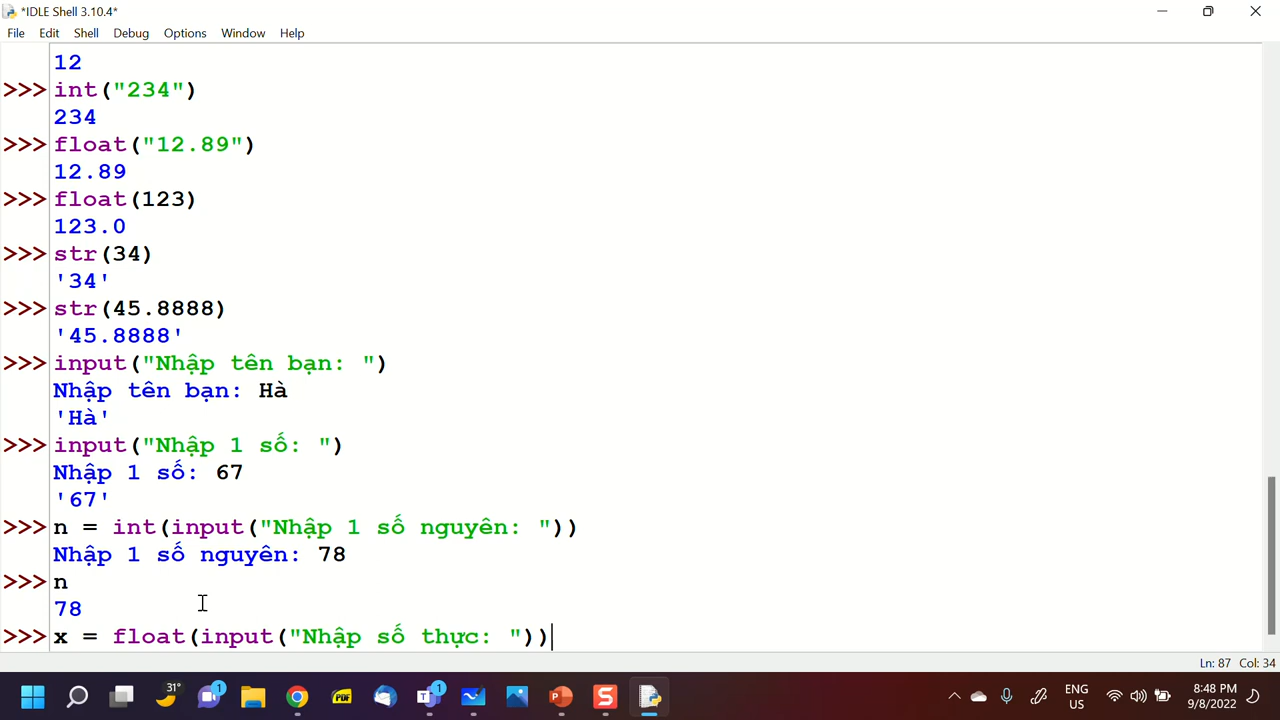 *IDLE Shell 3.10.4*
File Edit Shell Debug Options Window Help
12
>>> int("234")
234
>>> float("12.89")
12.89
>>> float(123)
123.0
>>> str(34)
'34'
>>> str(45.8888)
'45.8888'
>>> input("Nhập tên bạn: ")
Nhập tên bạn: Hà
'Hà'
>>> input("Nhập 1 số: ")
Nhập 1 số: 67
'67'
>>> n = int(input("Nhập 1 số nguyên: "))
Nhập 1 số nguyên: 78
>>> n
78
>>> x = float(input("Nhập số thực: "))
Ln: 87 Col: 34
31°
1
PDF
1
ENG
US
8:48 PM
9/8/2022